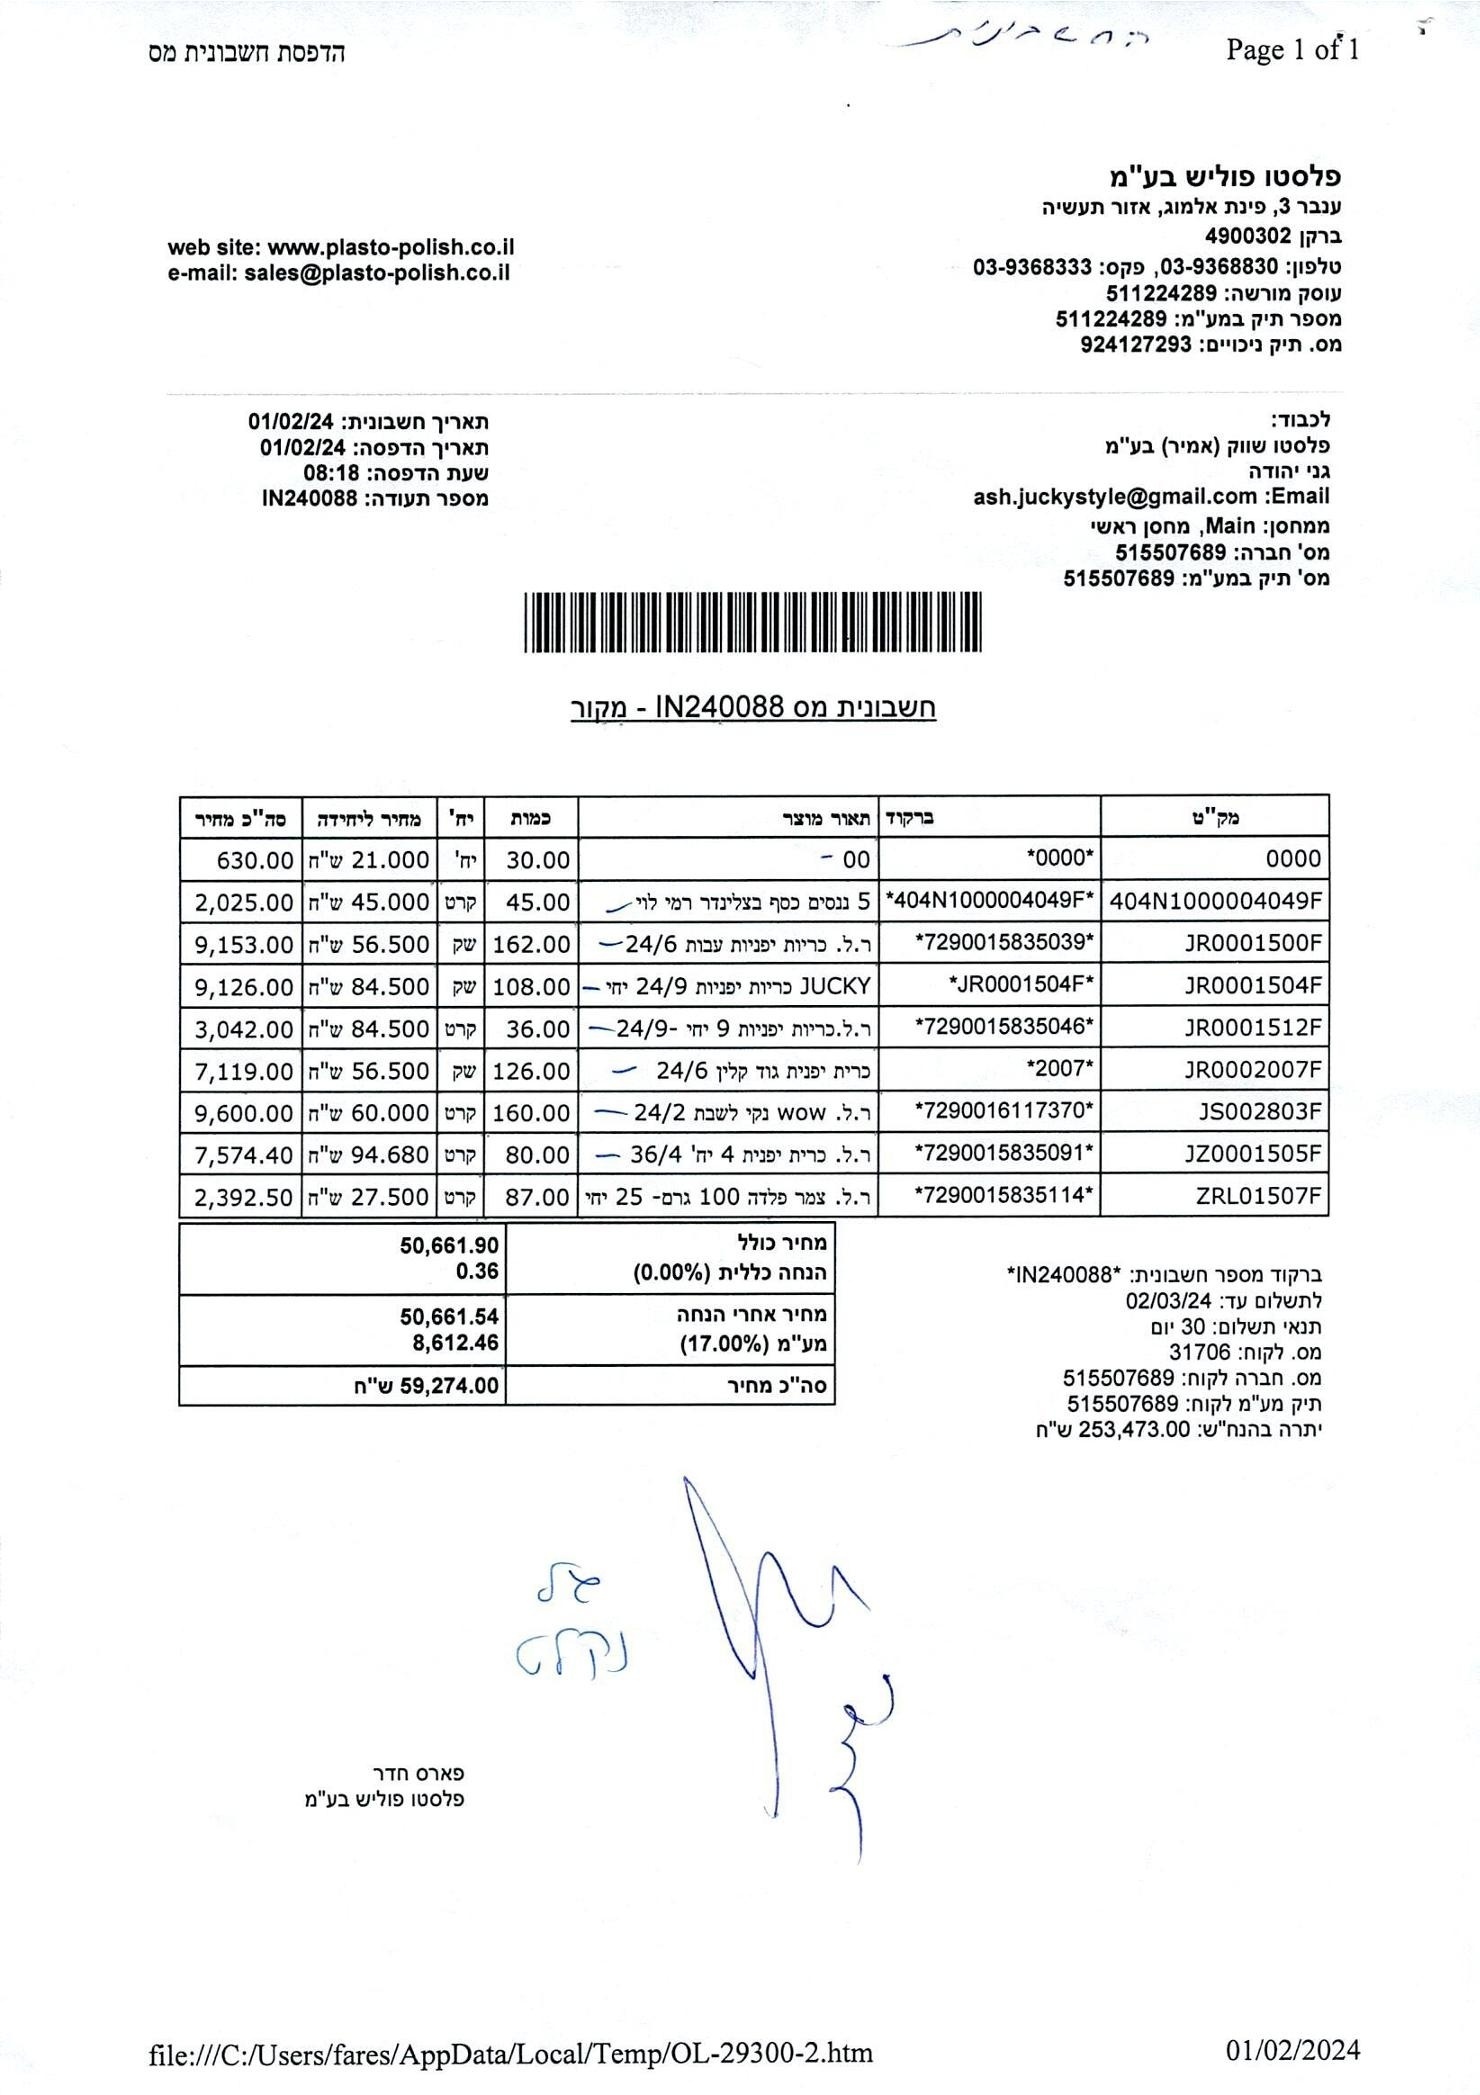 החשבונית
הדפסת חשבונית מס
Page 1 of 1
פלסטו פוליש בע"מ
ענבר 3, פינת אלמוג, אזור תעשיה
ברקן 4900302
טלפון: 03-9368830, פקס: 03-9368333
עוסק מורשה: 511224289
מספר תיק במע"מ: 511224289
מס. תיק ניכויים: 924127293
web site: www.plasto-polish.co.il
e-mail: sales@plasto-polish.co.il
לכבוד:
פלסטו שווק (אמיר) בע"מ
גני יהודה
Email: ash.juckystyle@gmail.com
ממחסן: Main, מחסן ראשי
מס' חברה: 515507689
מס' תיק במע"מ: 515507689
תאריך חשבונית: 01/02/24
תאריך הדפסה: 01/02/24
שעת הדפסה: 08:18
מספר תעודה: IN240088
חשבונית מס IN240088 - מקור
מק"ט ברקוד תאור מוצר כמות יח' מחיר ליחידה סה"כ מחיר
0000 *0000* 00 30.00 יח' 21.000 ש"ח 630.00
404N1000004049F *404N1000004049F* 5 ננסים כסף בצלינדר רמי לוי 45.00 קרט 45.000 ש"ח 2,025.00
JR0001500F *7290015835039* ר.ל. כריות יפניות עבות 24/6 162.00 שק 56.500 ש"ח 9,153.00
JR0001504F *JR0001504F* JUCKY כריות יפניות 24/9 יחי 108.00 שק 84.500 ש"ח 9,126.00
JR0001512F *7290015835046* ר.ל.כריות יפניות 9 יחי -24/9 36.00 קרט 84.500 ש"ח 3,042.00
JR0002007F *2007* כרית יפנית גוד קלין 24/6 126.00 שק 56.500 ש"ח 7,119.00
JS002803F *7290016117370* ר.ל. wow נקי לשבת 24/2 160.00 קרט 60.000 ש"ח 9,600.00
JZ0001505F *7290015835091* ר.ל. כרית יפנית 4 יח' 36/4 80.00 קרט 94.680 ש"ח 7,574.40
ZRL01507F *7290015835114* ר.ל. צמר פלדה 100 גרם- 25 יחי 87.00 קרט 27.500 ש"ח 2,392.50
מחיר כולל 50,661.90
הנחה כללית (0.00%) 0.36
מחיר אחרי הנחה 50,661.54
מע"מ (17.00%) 8,612.46
סה"כ מחיר 59,274.00 ש"ח
ברקוד מספר חשבונית: *IN240088*
לתשלום עד: 02/03/24
תנאי תשלום: 30 יום
מס. לקוח: 31706
מס. חברה לקוח: 515507689
תיק מע"מ לקוח: 515507689
יתרה בהנח"ש: 253,473.00 ש"ח
נקלט
פארס חדר
פלסטו פוליש בע"מ
file:///C:/Users/fares/AppData/Local/Temp/OL-29300-2.htm
01/02/2024